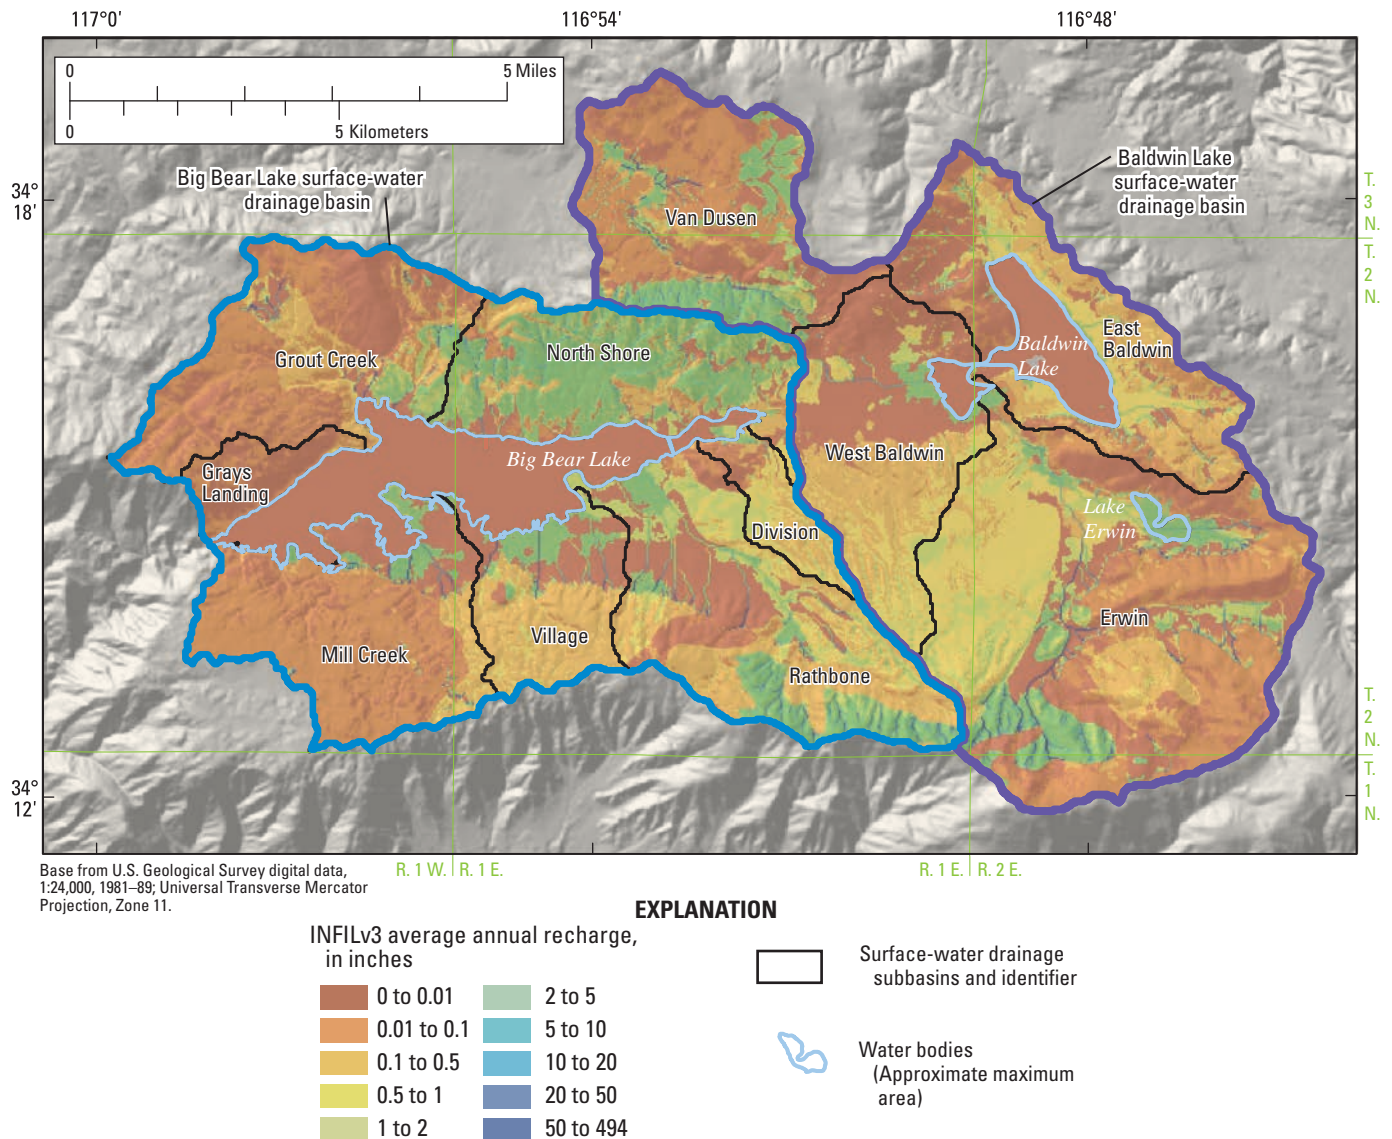 117°0'
116°54'
116°48'
0
5 Miles
0
5 Kilometers
Big Bear Lake surface-water
drainage basin
Baldwin Lake
surface-water
drainage basin
34°
18'
T.
3
N.
T.
2
N.
Van Dusen
North Shore
Grout Creek
East
Baldwin
Baldwin
Lake
Grays
Landing
Big Bear Lake
West Baldwin
Lake
Erwin
Division
Erwin
Village
Mill Creek
Rathbone
T.
2
N.
T.
1
N.
34°
12'
Base from U.S. Geological Survey digital data,
1:24,000, 1981–89; Universal Transverse Mercator
Projection, Zone 11.
R. 1 W.
R. 1 E.
R. 1 E.
R. 2 E.
EXPLANATION
INFILv3 average annual recharge,
in inches
0 to 0.01
0.01 to 0.1
0.1 to 0.5
0.5 to 1
1 to 2
2 to 5
5 to 10
10 to 20
20 to 50
50 to 494
Surface-water drainage
subbasins and identifier
Water bodies
(Approximate maximum
area)